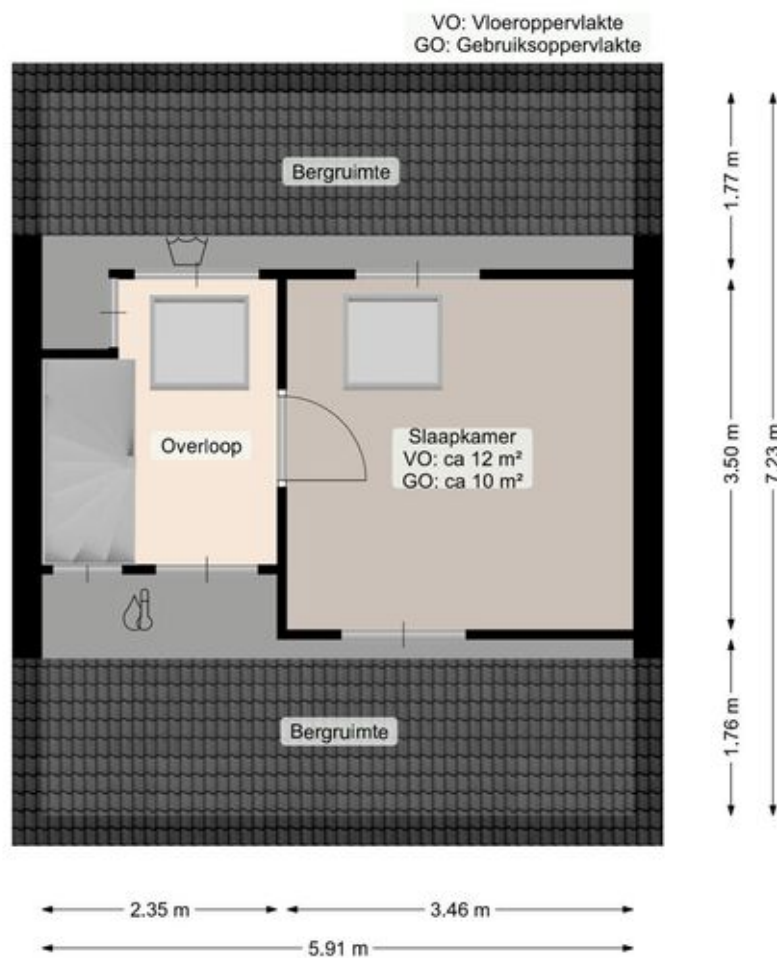 VO: Vloeroppervlakte
GO: Gebruiksoppervlakte
Bergruimte
1.77 m
Overloop
Slaapkamer
VO: ca 12 m²
GO: ca 10 m²
3.50 m
7.23 m
Bergruimte
1.76 m
2.35 m
3.46 m
5.91 m